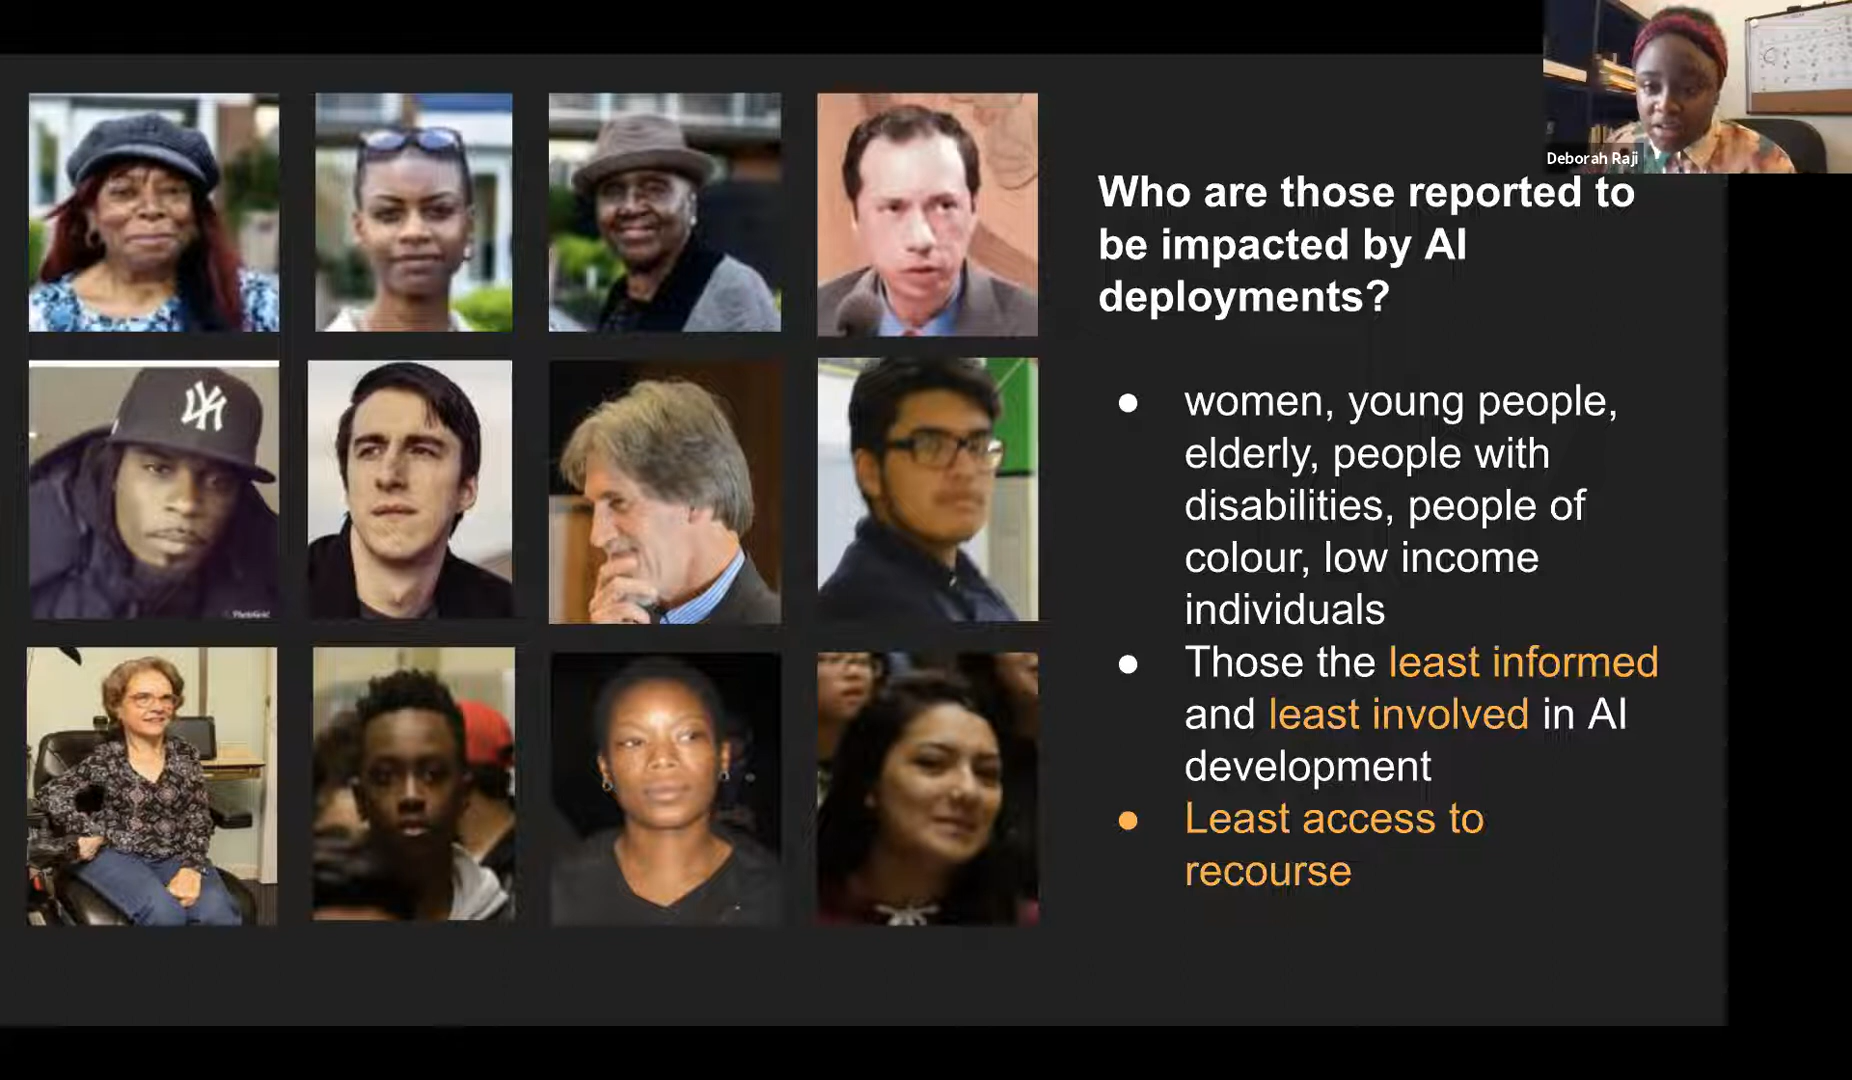 Deborah Raji
Who are those reported to
be impacted by AI
deployments?
● women, young people,
elderly, people with
disabilities, people of
colour, low income
individuals
● Those the least informed
and least involved in AI
development
● Least access to
recourse
NY
PhotoGrid